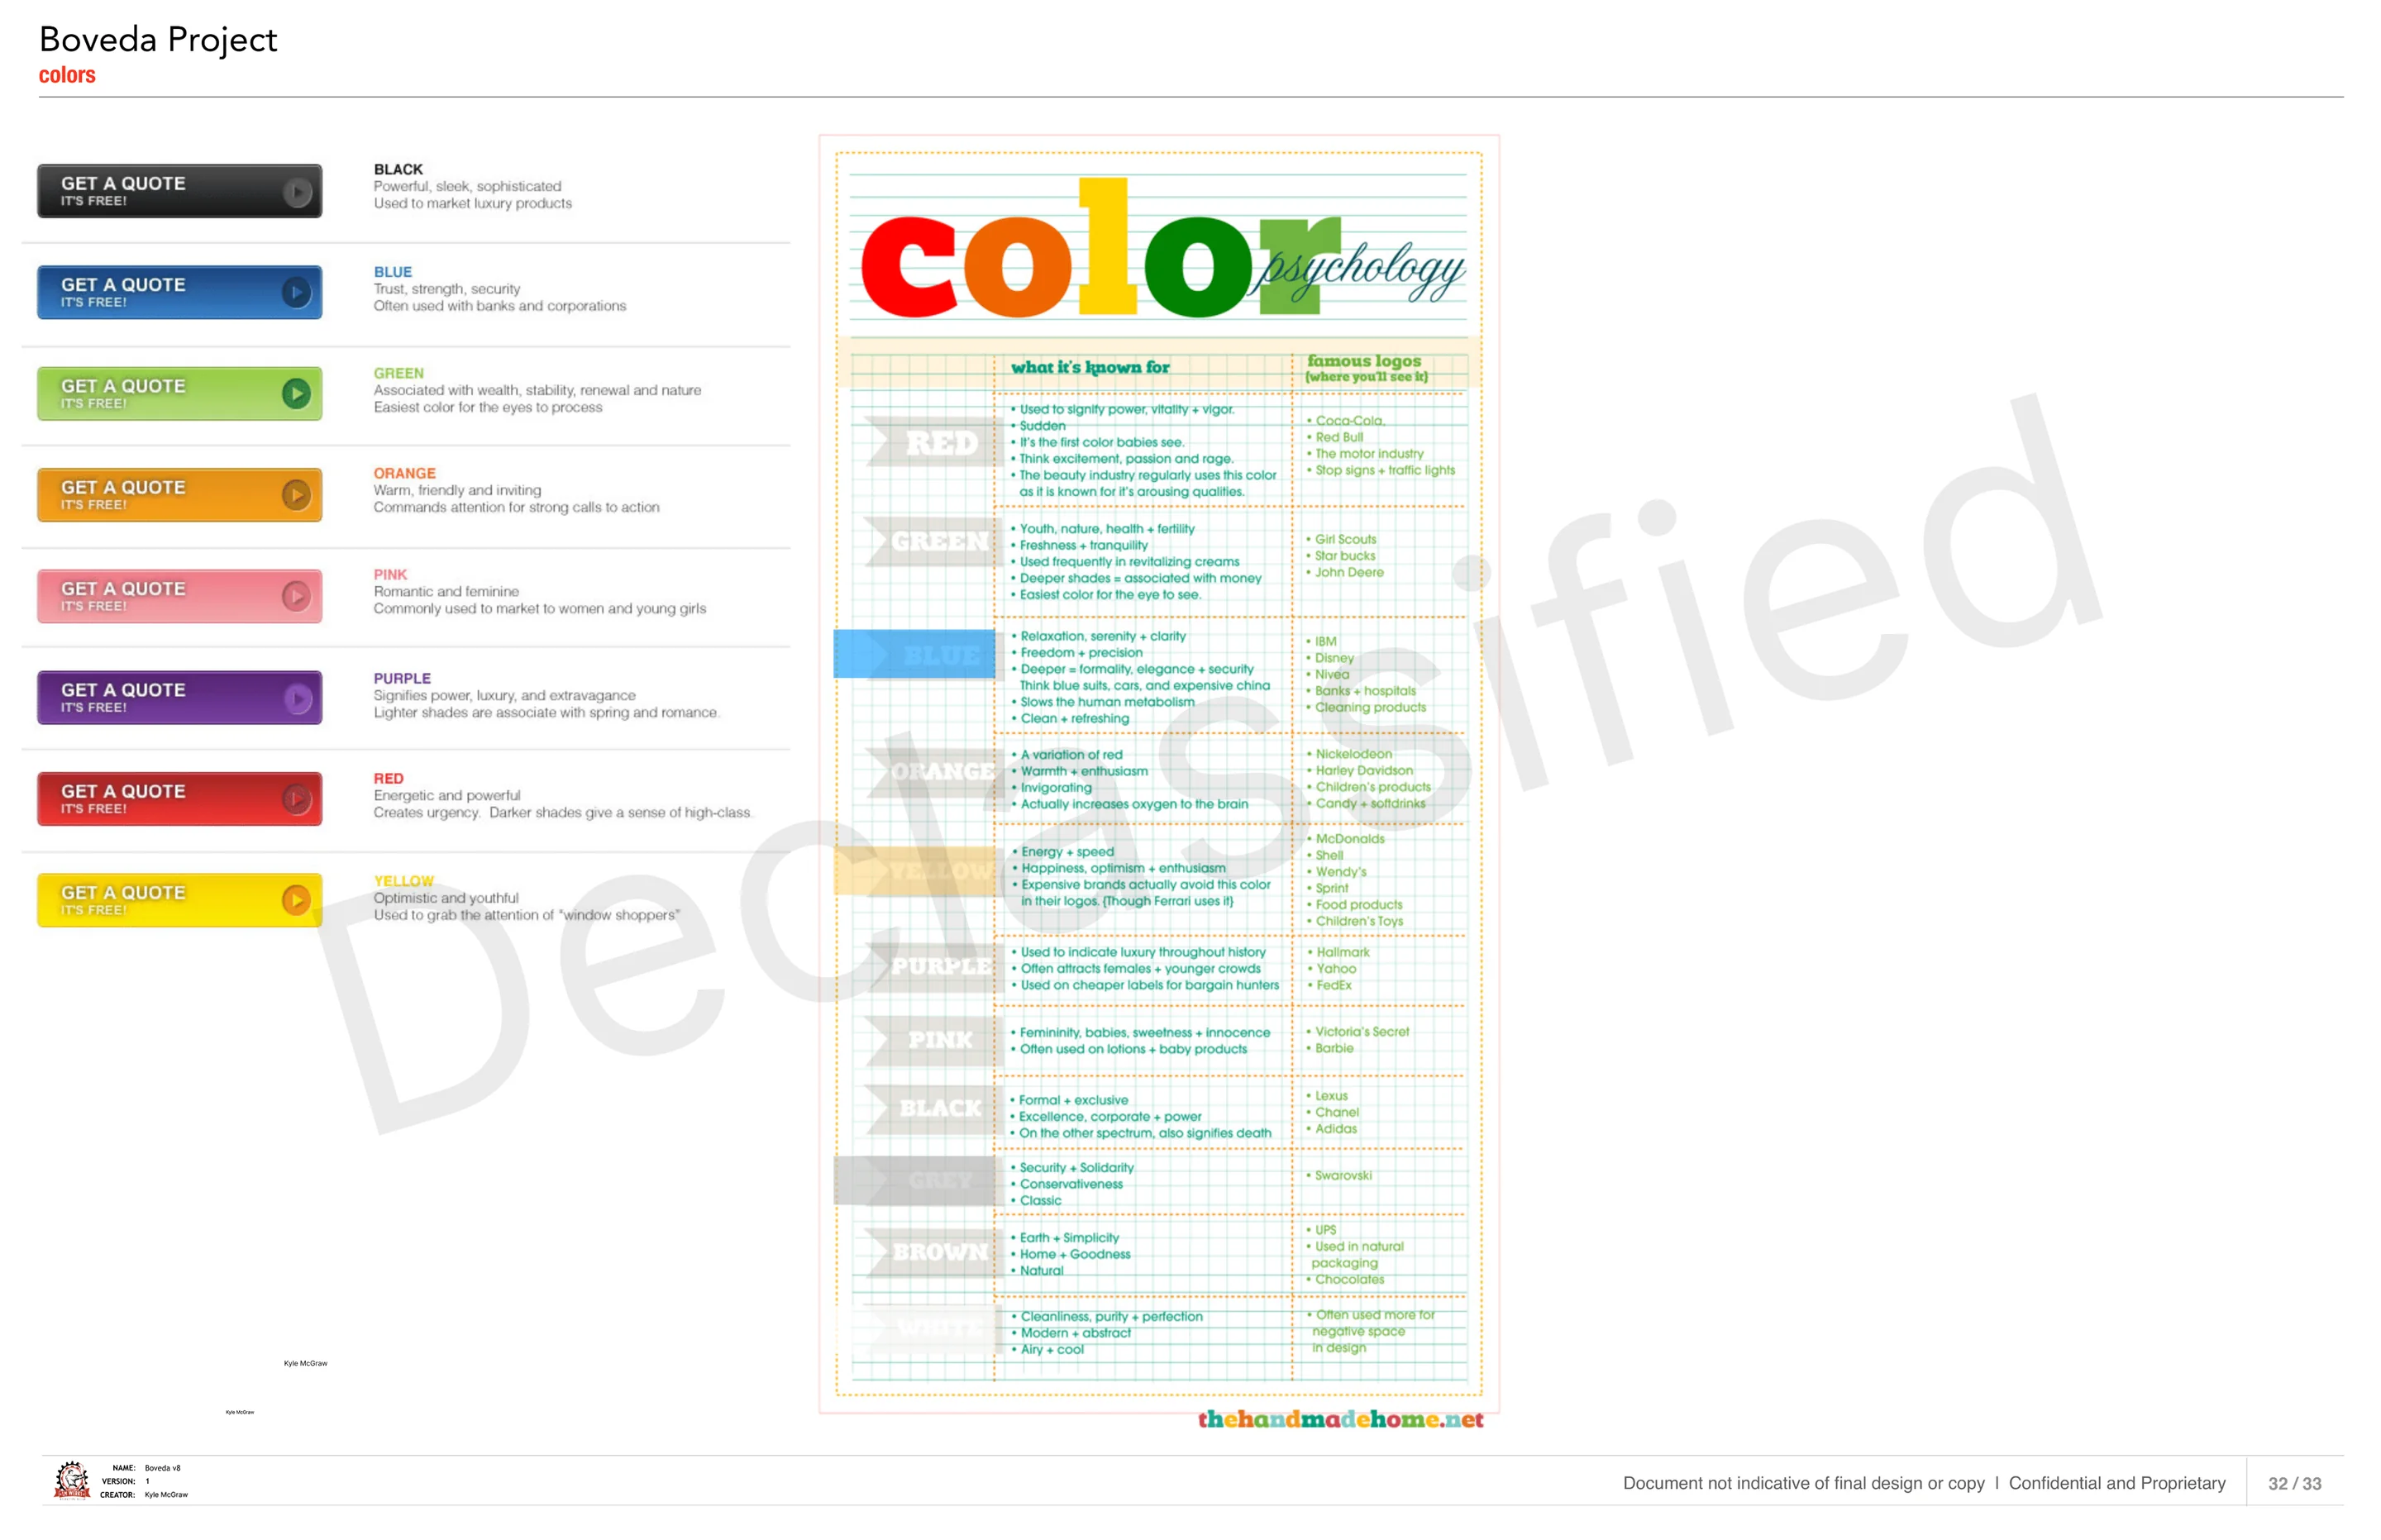 Boveda Project
colors
GET A QUOTE
IT'S FREE!
BLACK
Powerful, sleek, sophisticated
Used to market luxury products
GET A QUOTE
IT'S FREE!
BLUE
Trust, strength, security
Often used with banks and corporations
GET A QUOTE
IT'S FREE!
GREEN
Associated with wealth, stability, renewal and nature
Easiest color for the eyes to process
GET A QUOTE
IT'S FREE!
ORANGE
Warm, friendly and inviting
Commands attention for strong calls to action
GET A QUOTE
IT'S FREE!
PINK
Romantic and feminine
Commonly used to market to women and young girls
GET A QUOTE
IT'S FREE!
PURPLE
Signifies power, luxury, and extravagance
Lighter shades are associate with spring and romance.
GET A QUOTE
IT'S FREE!
RED
Energetic and powerful
Creates urgency. Darker shades give a sense of high-class.
GET A QUOTE
IT'S FREE!
YELLOW
Optimistic and youthful
Used to grab the attention of "window shoppers"
color
psychology
what it's known for
famous logos
(where you'll see it)
RED
• Used to signify power, vitality + vigor.
• Sudden
• It's the first color babies see.
• Think excitement, passion and rage.
• The beauty industry regularly uses this color
as it is known for it's arousing qualities.
• Coca-Cola,
• Red Bull
• The motor industry
• Stop signs + traffic lights
GREEN
• Youth, nature, health + fertility
• Freshness + tranquility
• Used frequently in revitalizing creams
• Deeper shades = associated with money
• Easiest color for the eye to see.
• Girl Scouts
• Star bucks
• John Deere
BLUE
• Relaxation, serenity + clarity
• Freedom + precision
• Deeper = formality, elegance + security
Think blue suits, cars, and expensive china
• Slows the human metabolism
• Clean + refreshing
• IBM
• Disney
• Nivea
• Banks + hospitals
• Cleaning products
ORANGE
• A variation of red
• Warmth + enthusiasm
• Invigorating
• Actually increases oxygen to the brain
• Nickelodeon
• Harley Davidson
• Children's products
• Candy + softdrinks
YELLOW
• Energy + speed
• Happiness, optimism + enthusiasm
• Expensive brands actually avoid this color
in their logos. {Though Ferrari uses it}
• McDonalds
• Shell
• Wendy's
• Sprint
• Food products
• Children's Toys
PURPLE
• Used to indicate luxury throughout history
• Often attracts females + younger crowds
• Used on cheaper labels for bargain hunters
• Hallmark
• Yahoo
• FedEx
PINK
• Femininity, babies, sweetness + innocence
• Often used on lotions + baby products
• Victoria's Secret
• Barbie
BLACK
• Formal + exclusive
• Excellence, corporate + power
• On the other spectrum, also signifies death
• Lexus
• Chanel
• Adidas
GREY
• Security + Solidarity
• Conservativeness
• Classic
• Swarovski
BROWN
• Earth + Simplicity
• Home + Goodness
• Natural
• UPS
• Used in natural
packaging
• Chocolates
WHITE
• Cleanliness, purity + perfection
• Modern + abstract
• Airy + cool
• Often used more for
negative space
in design
thehandmadehome.net
Declassified
Kyle McGraw
Kyle McGraw
NAME: Boveda v8
VERSION: 1
CREATOR: Kyle McGraw
Document not indicative of final design or copy | Confidential and Proprietary
32 / 33